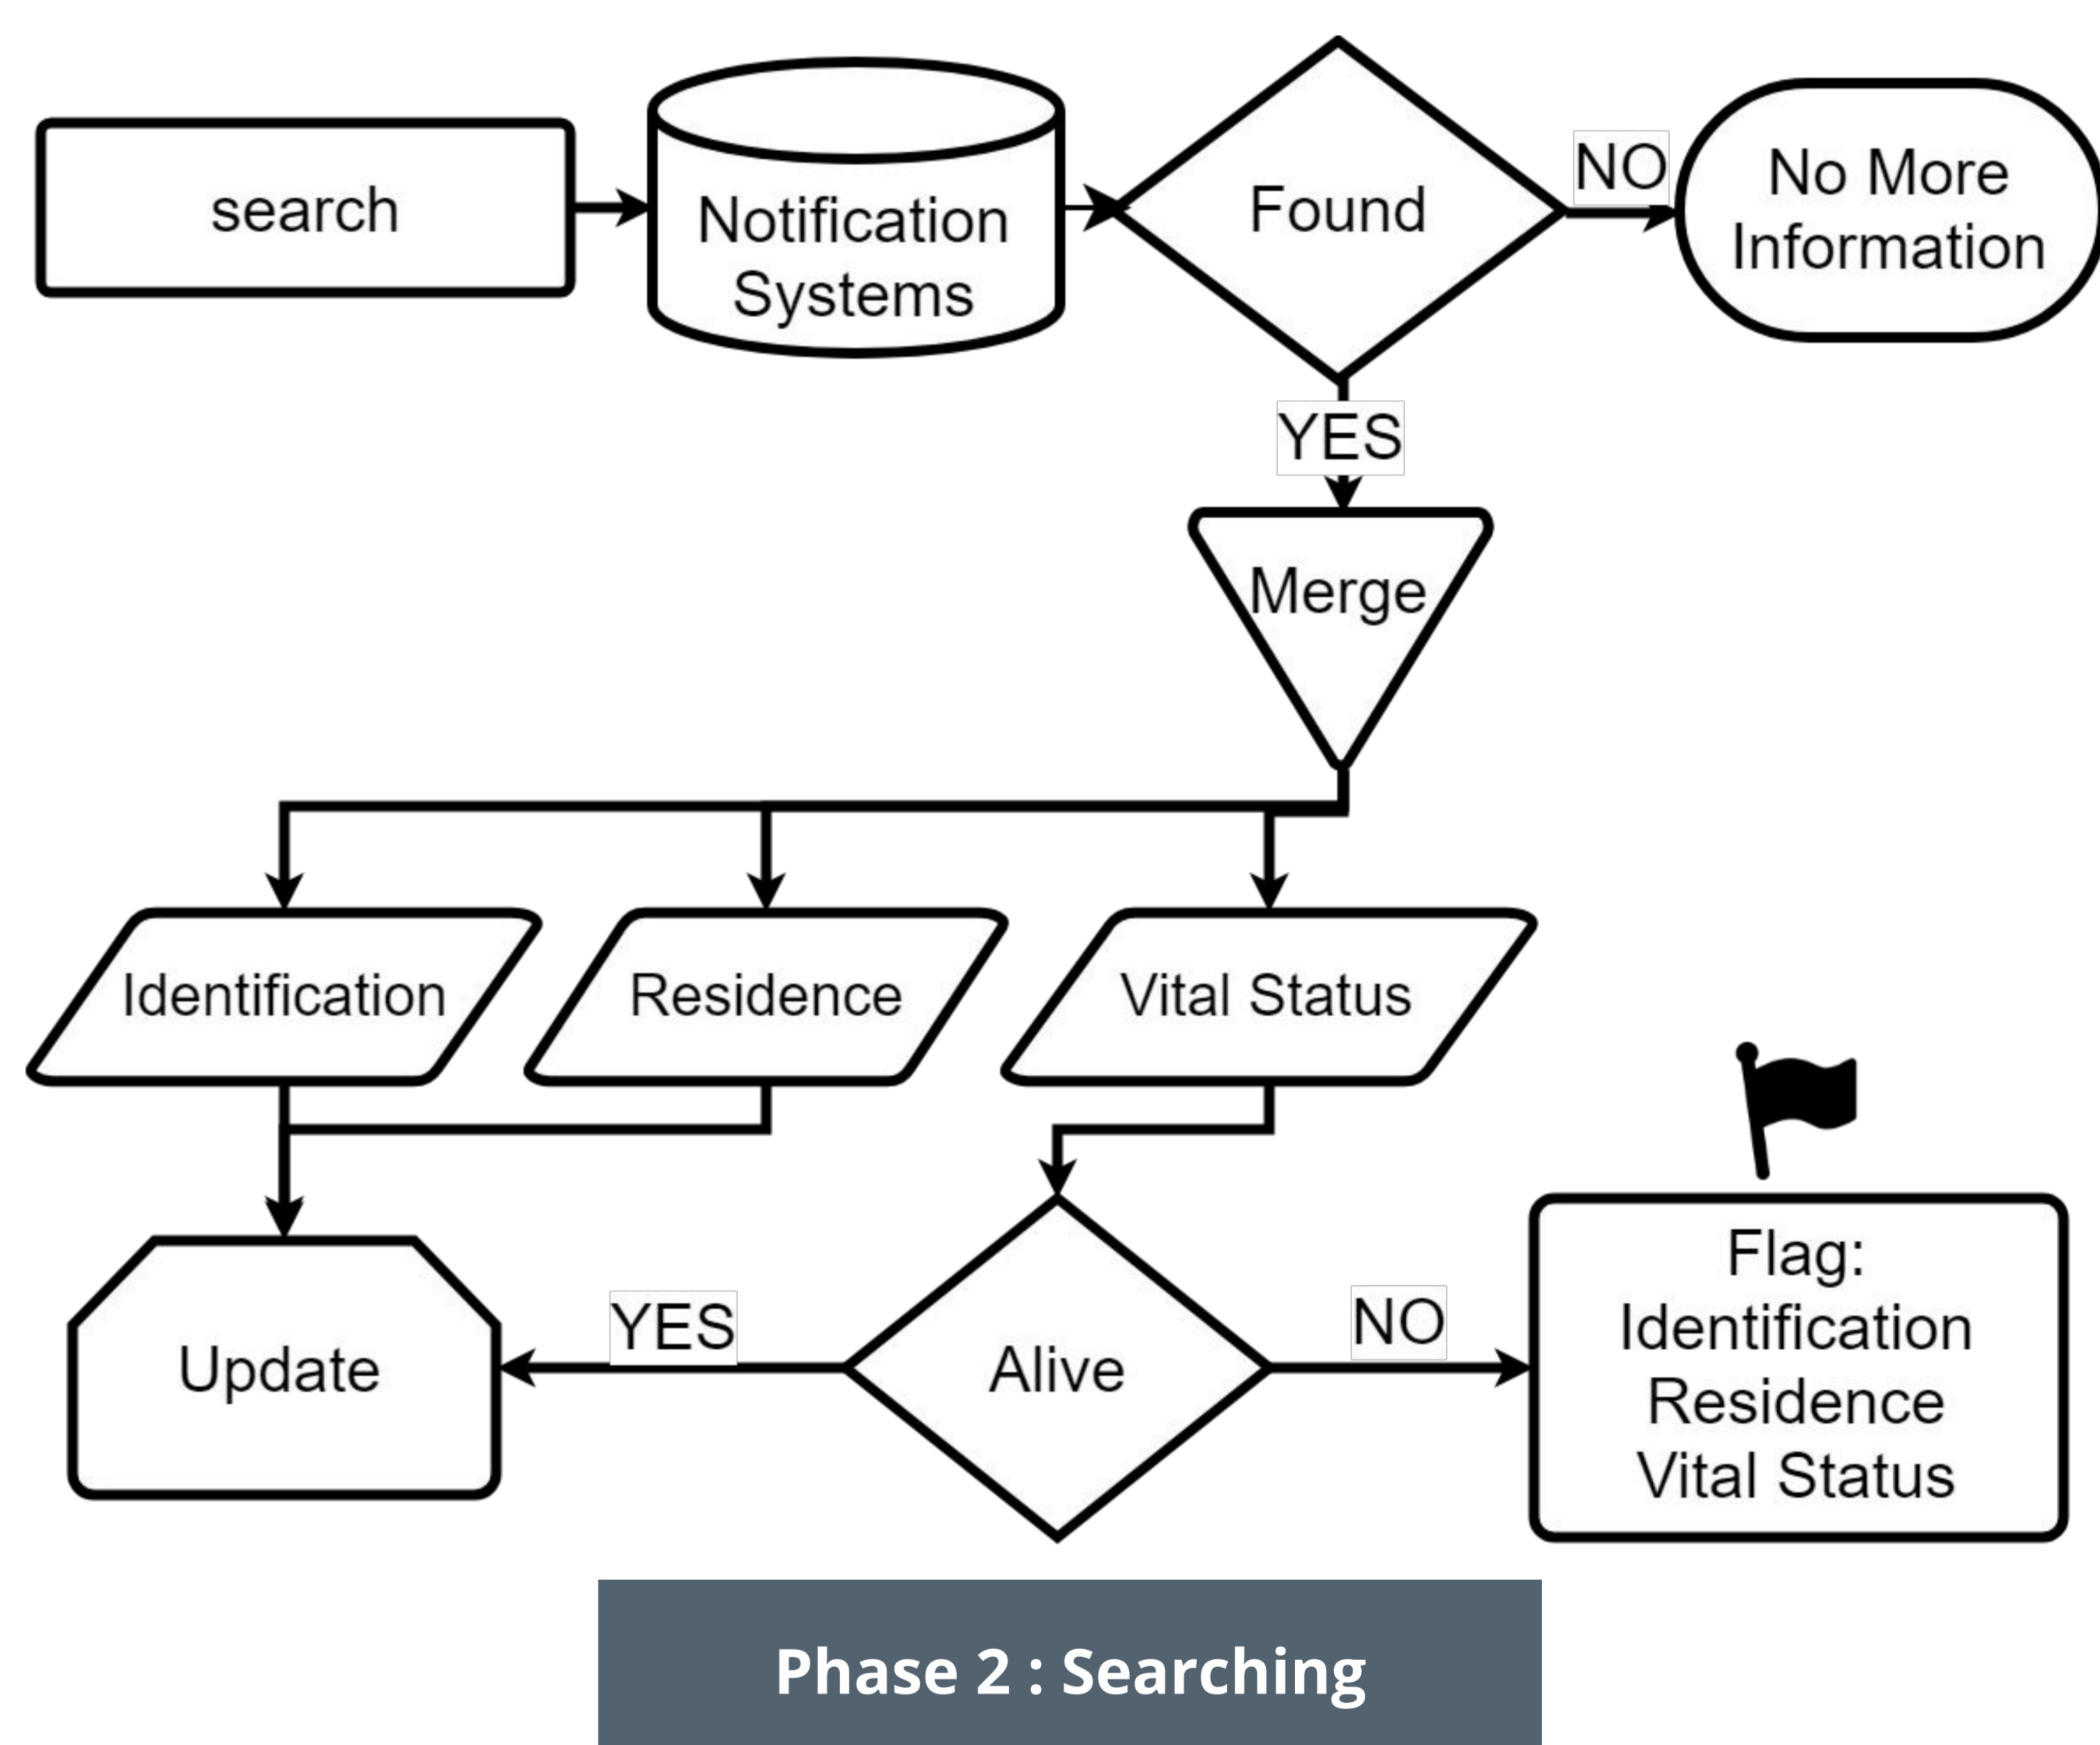 search
Notification
Systems
Found
NO
No More
Information
YES
Merge
Identification
Residence
Vital Status
Update
YES
Alive
NO
Flag:
Identification
Residence
Vital Status
Phase 2 : Searching